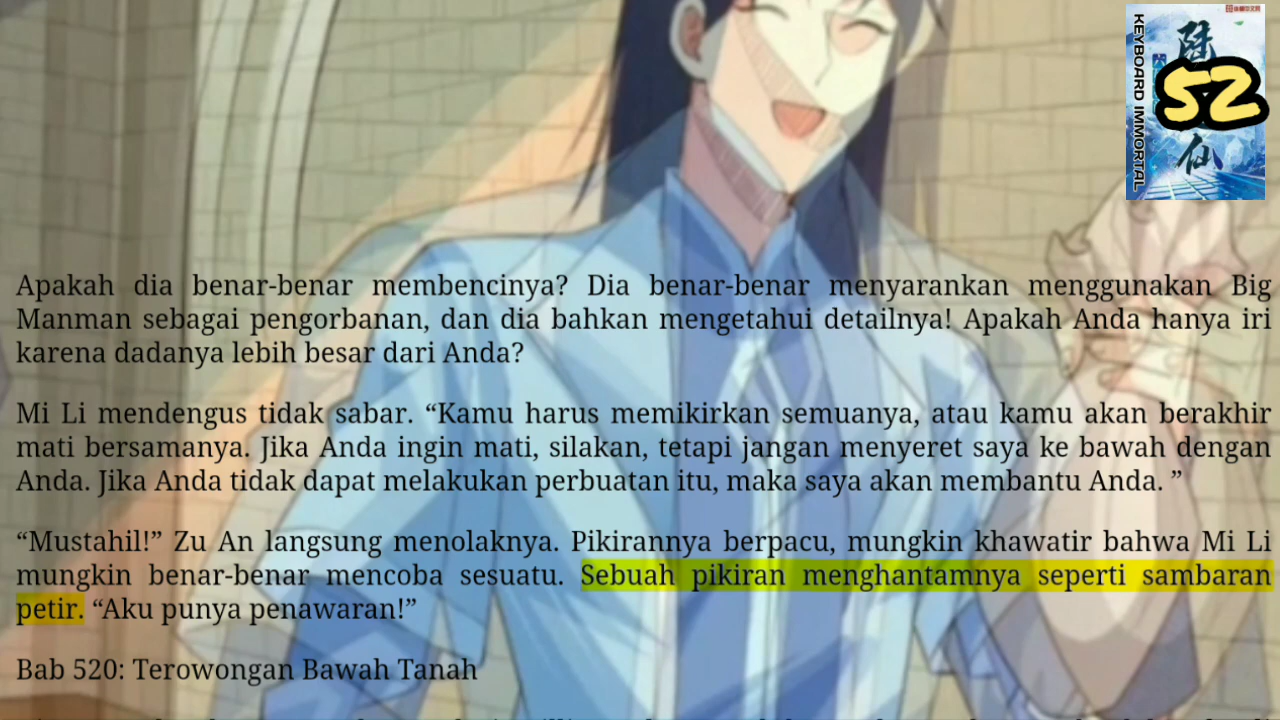 陆
仙
KEYBOARD IMMORTAL
52
Apakah dia benar-benar membencinya? Dia benar-benar menyarankan menggunakan Big
Manman sebagai pengorbanan, dan dia bahkan mengetahui detailnya! Apakah Anda hanya iri
karena dadanya lebih besar dari Anda?
Mi Li mendengus tidak sabar. “Kamu harus memikirkan semuanya, atau kamu akan berakhir
mati bersamanya. Jika Anda ingin mati, silakan, tetapi jangan menyeret saya ke bawah dengan
Anda. Jika Anda tidak dapat melakukan perbuatan itu, maka saya akan membantu Anda. ”
“Mustahil!” Zu An langsung menolaknya. Pikirannya berpacu, mungkin khawatir bahwa Mi Li
mungkin benar-benar mencoba sesuatu. Sebuah pikiran menghantamnya seperti sambaran
petir. “Aku punya penawaran!”
Bab 520: Terowongan Bawah Tanah